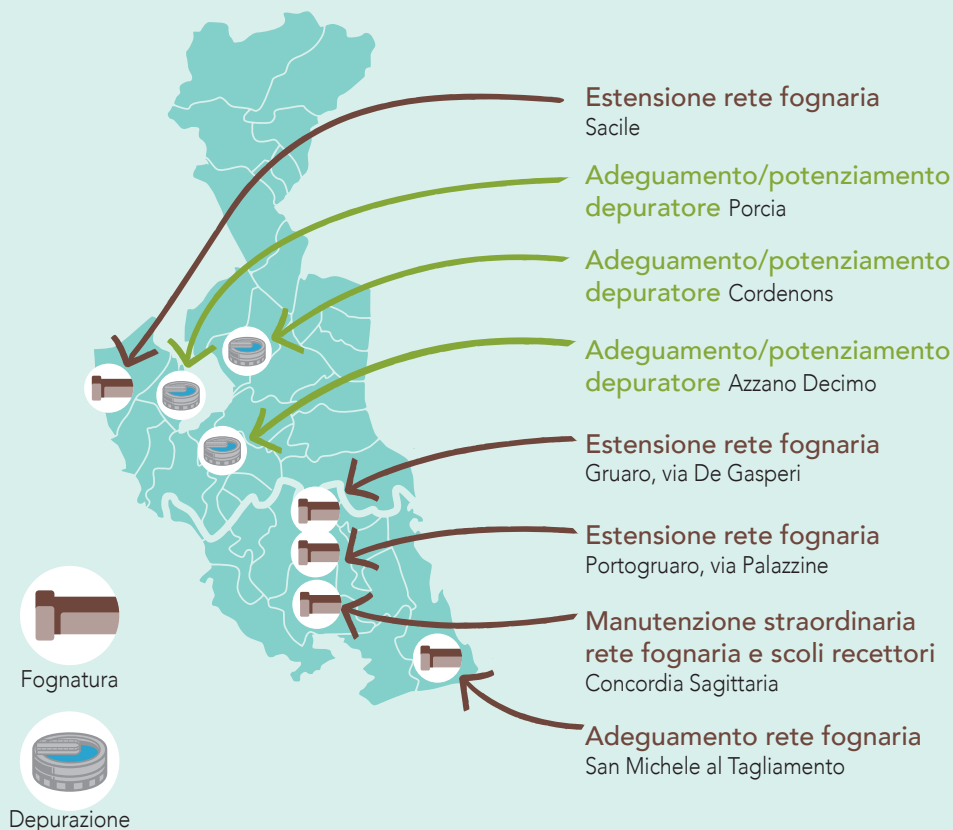 Estensione rete fognaria
Sacile
Adeguamento/potenziamento
depuratore Porcia
Adeguamento/potenziamento
depuratore Cordenons
Adeguamento/potenziamento
depuratore Azzano Decimo
Estensione rete fognaria
Gruaro, via De Gasperi
Estensione rete fognaria
Portogruaro, via Palazzine
Manutenzione straordinaria
rete fognaria e scoli recettori
Concordia Sagittaria
Adeguamento rete fognaria
San Michele al Tagliamento
Fognatura
Depurazione